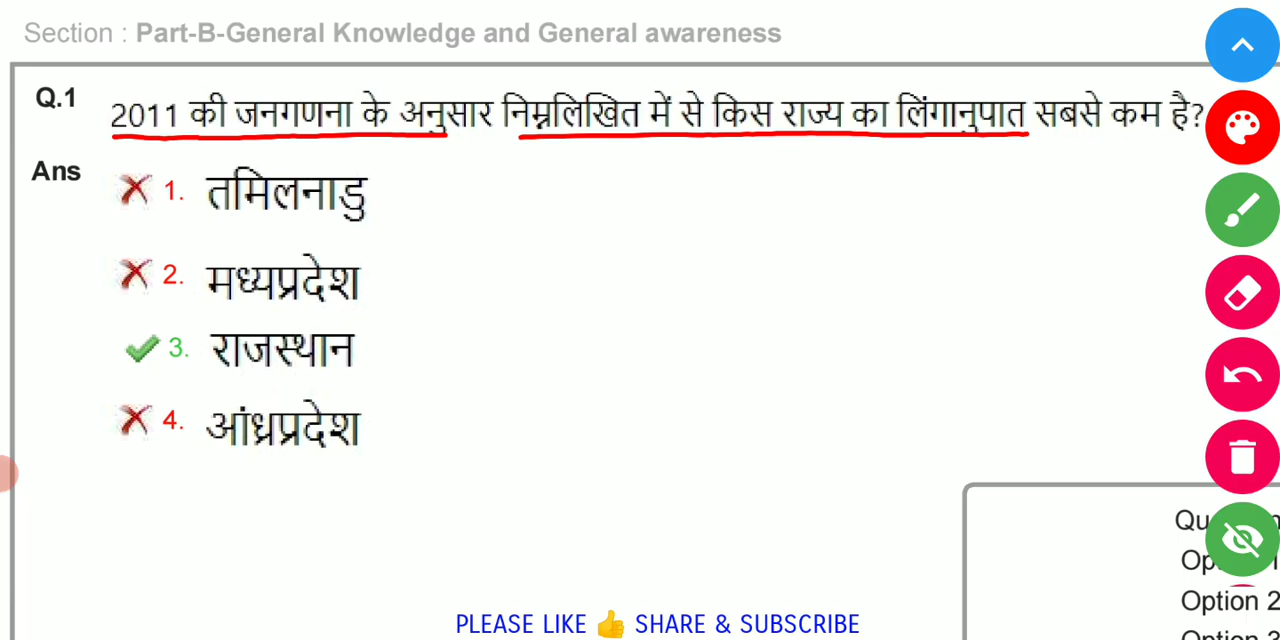 Section : Part-B-General Knowledge and General awareness
Q.1 2011 की जनगणना के अनुसार निम्नलिखित में से किस राज्य का लिंगानुपात सबसे कम है?
Ans
1. तमिलनाडु
2. मध्यप्रदेश
3. राजस्थान
4. आंध्रप्रदेश
Option 2
PLEASE LIKE 👍 SHARE & SUBSCRIBE